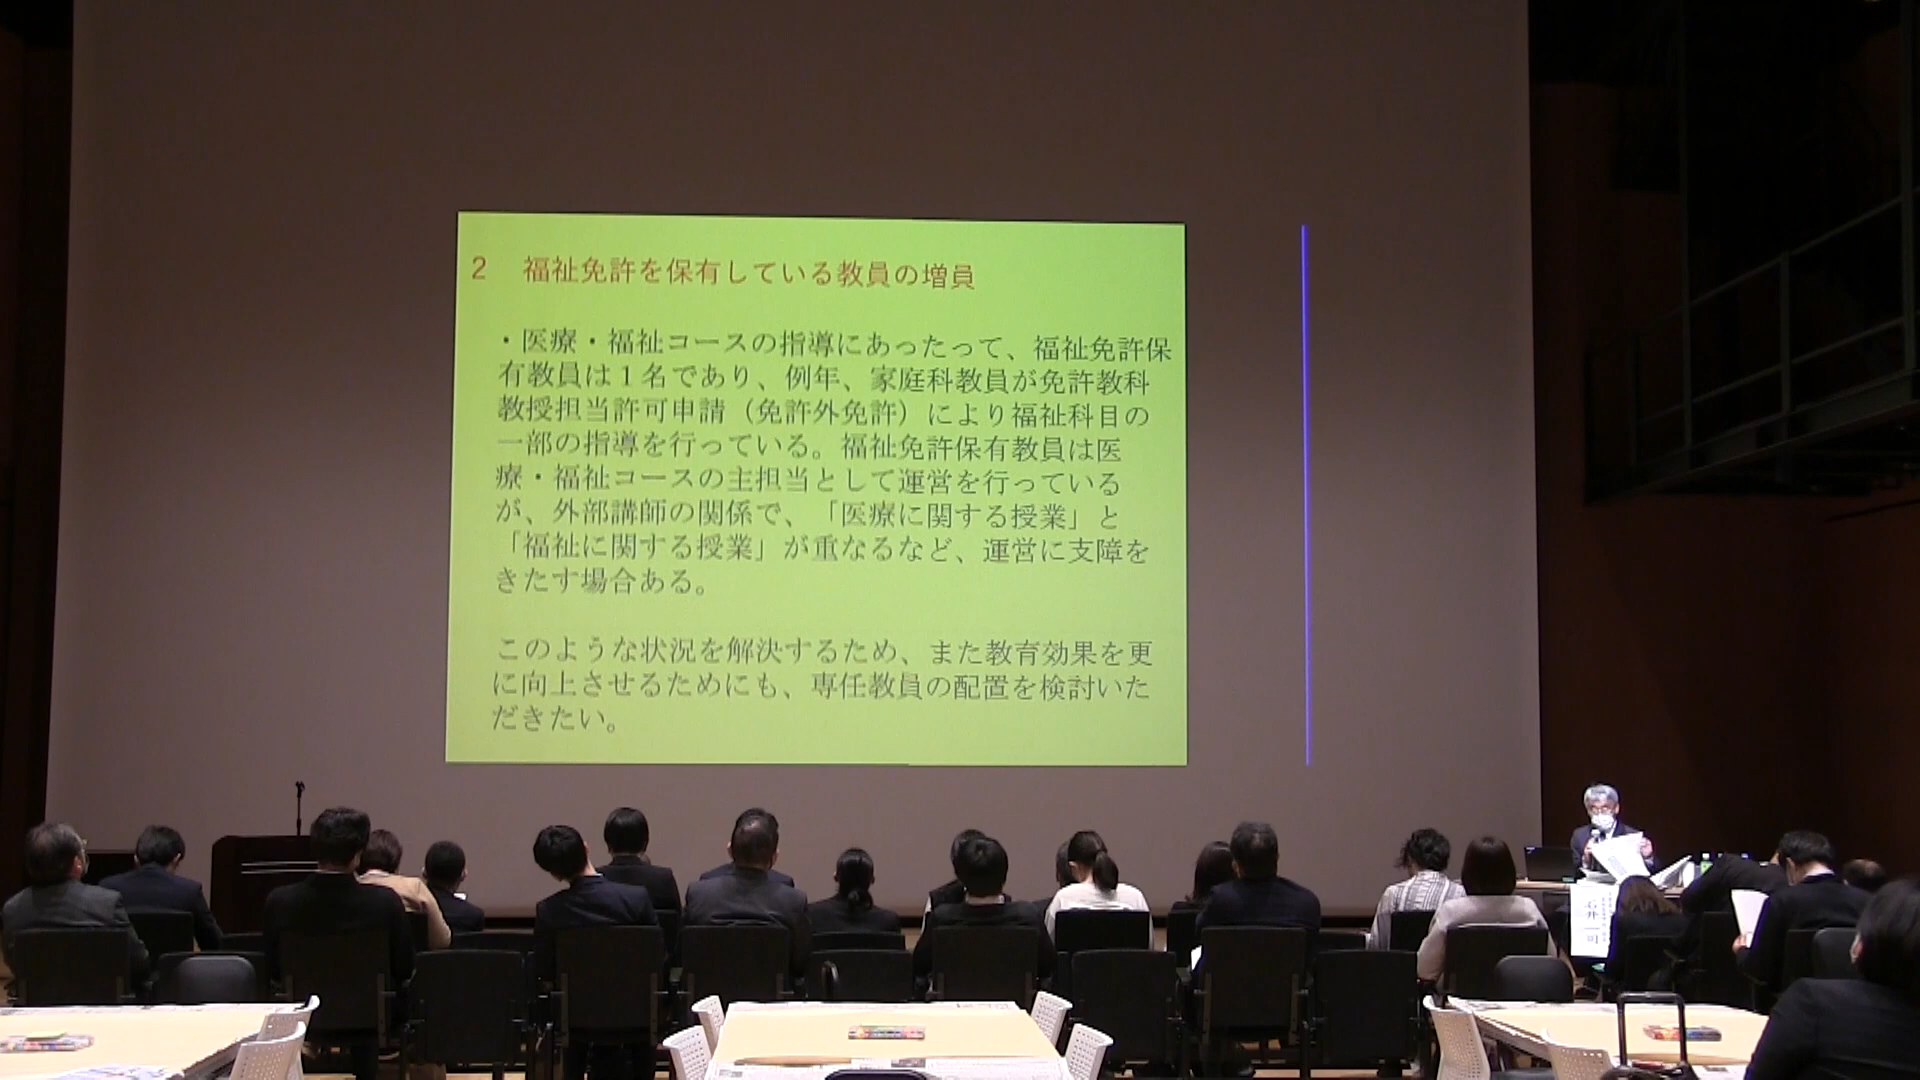 2 福祉免許を保有している教員の増員
・医療・福祉コースの指導にあったって、福祉免許保
有教員は１名であり、例年、家庭科教員が免許教科
教授担当許可申請（免許外免許）により福祉科目の
一部の指導を行っている。福祉免許保有教員は医
療・福祉コースの主担当として運営を行っている
が、外部講師の関係で、「医療に関する授業」と
「福祉に関する授業」が重なるなど、運営に支障を
きたす場合ある。
このような状況を解決するため、また教育効果を更
に向上させるためにも、専任教員の配置を検討いた
だきたい。
石井 一司